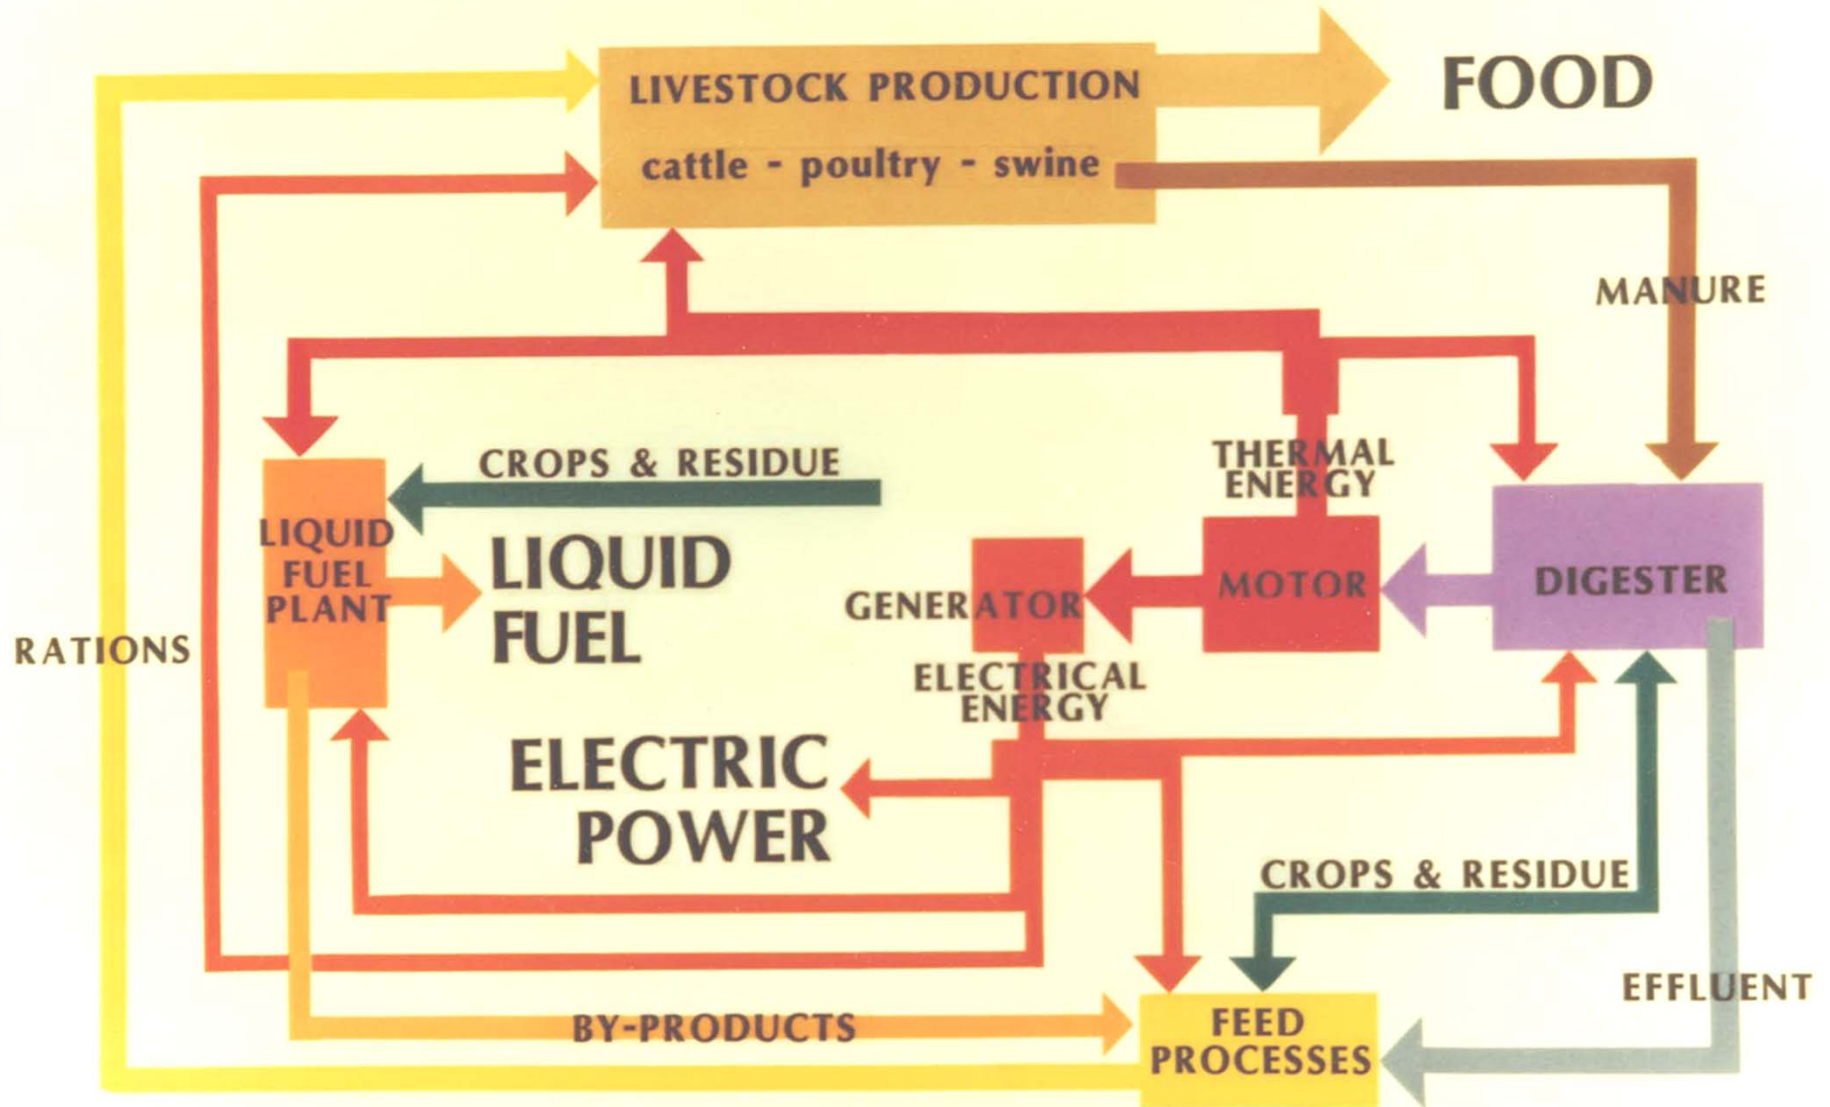 LIVESTOCK PRODUCTION
FOOD
cattle - poultry - swine
MANURE
CROPS & RESIDUE
THERMAL
ENERGY
LIQUID
FUEL
PLANT
LIQUID
FUEL
GENERATOR
MOTOR
DIGESTER
RATIONS
ELECTRICAL
ENERGY
ELECTRIC
POWER
CROPS & RESIDUE
EFFLUENT
BY-PRODUCTS
FEED
PROCESSES